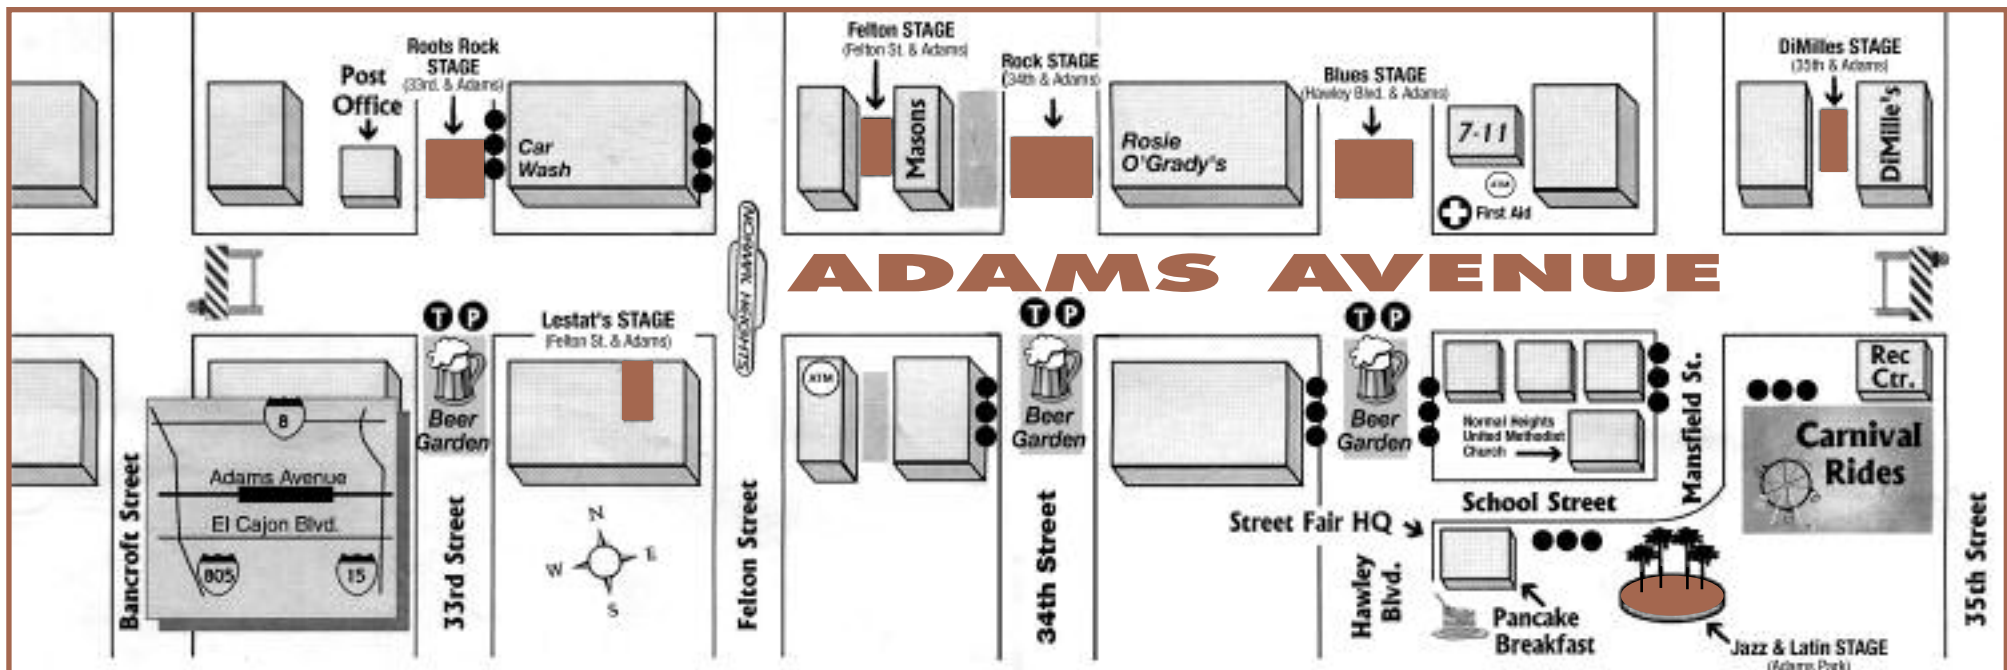 Roots Rock
STAGE
(33rd. & Adams)
Post
Office
Car
Wash
Felton STAGE
(Felton St. & Adams)
Masons
Rock STAGE
(34th & Adams)
Rosie
O'Grady's
Blues STAGE
(Hawley Blvd. & Adams)
7-11
ATM
First Aid
DiMilles STAGE
(35th & Adams)
DiMille's
NORMAL HEIGHTS
ADAMS AVENUE
T P
Beer
Garden
Lestat's STAGE
(Felton St. & Adams)
ATM
T P
Beer
Garden
T P
Beer
Garden
Normal Heights
United Methodist
Church
Mansfield St.
Rec
Ctr.
Carnival
Rides
School Street
Street Fair HQ
Pancake
Breakfast
Jazz & Latin STAGE
(Adams Park)
Bancroft Street
8
Adams Avenue
El Cajon Blvd.
805
15
33rd Street
N
W E
S
Felton Street
34th Street
Hawley
Blvd.
35th Street